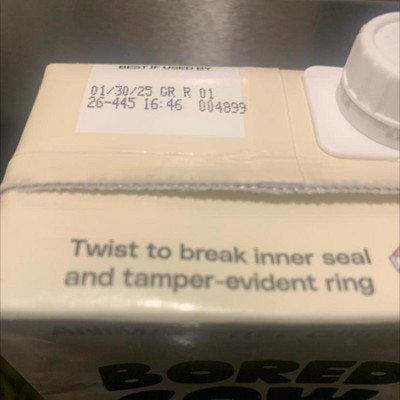 BEST IF USED BY
01/30/25 GR R 01
26-445 16:46 004899
Twist to break inner seal
and tamper-evident ring
BORED
COW